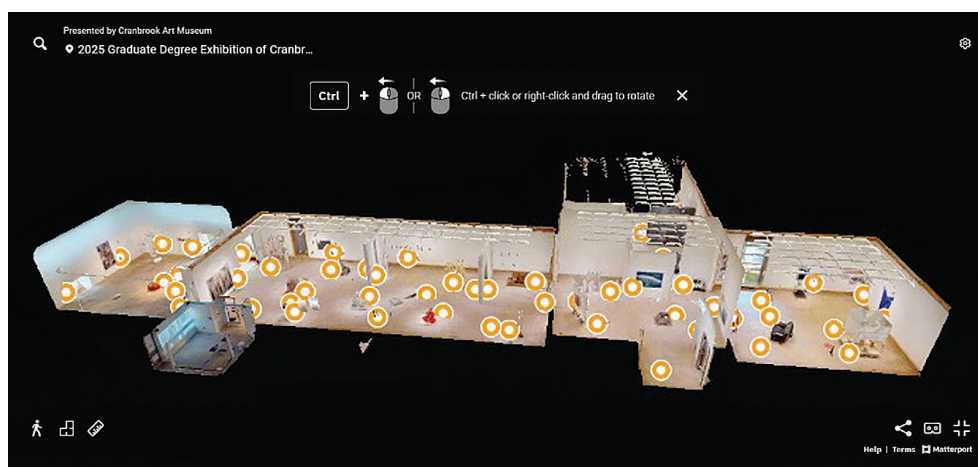 Presented by Cranbrook Art Museum
2025 Graduate Degree Exhibition of Cranbr...
Ctrl + OR Ctrl + click or right-click and drag to rotate
Help | Terms Matterport